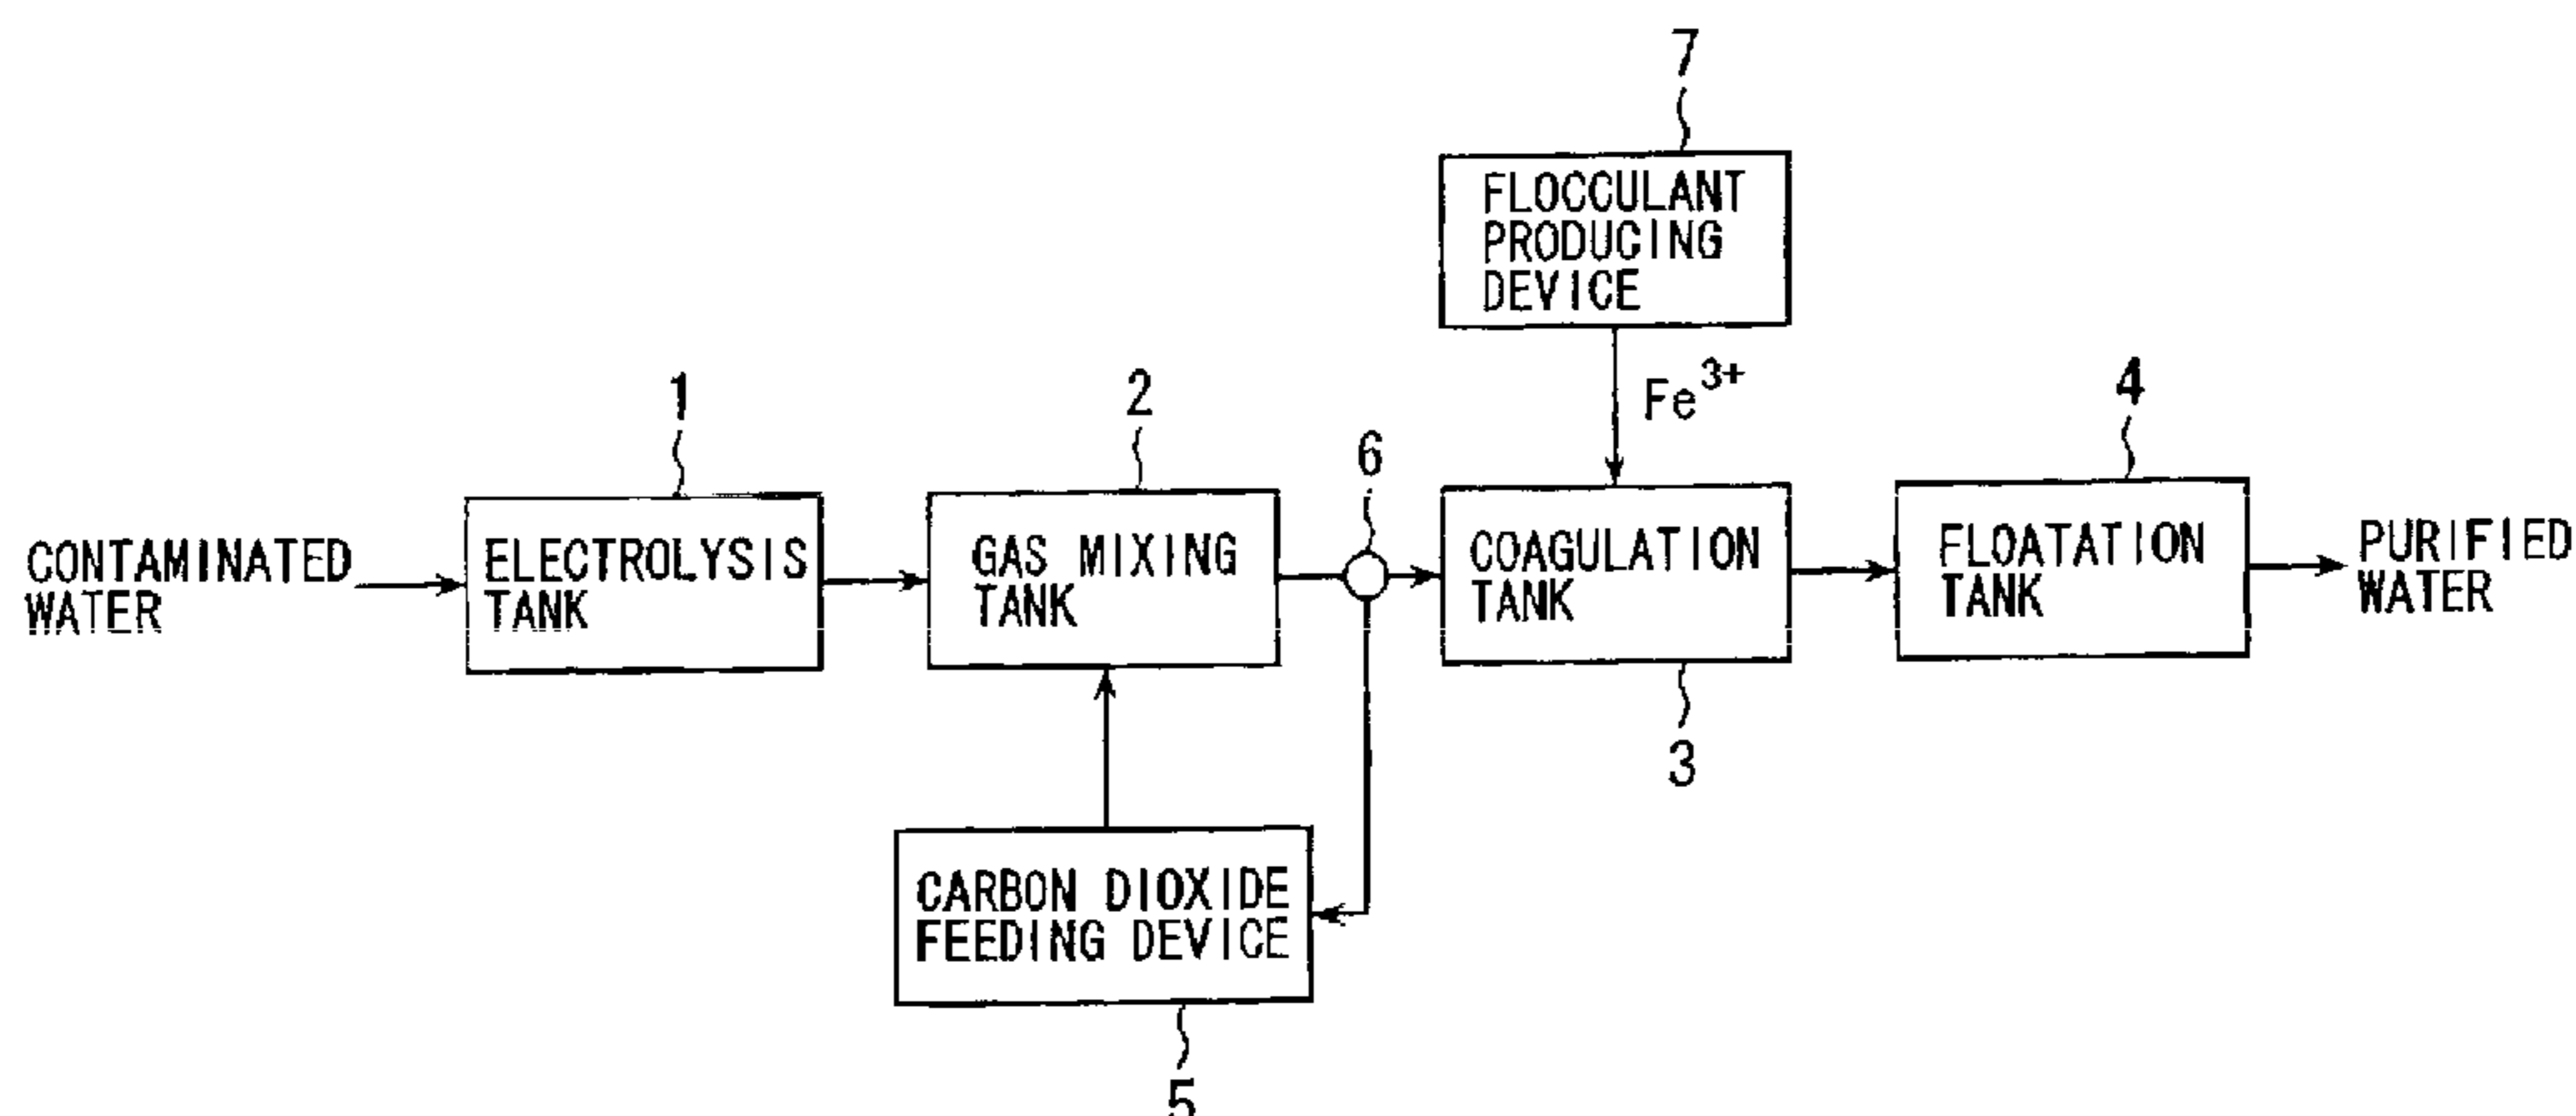 7
FLOCCULANT
PRODUCING
DEVICE
Fe3+
1
2
6
4
CONTAMINATED
WATER
ELECTROLYSIS
TANK
GAS MIXING
TANK
COAGULATION
TANK
FLOATATION
TANK
PURIFIED
WATER
3
CARBON DIOXIDE
FEEDING DEVICE
5